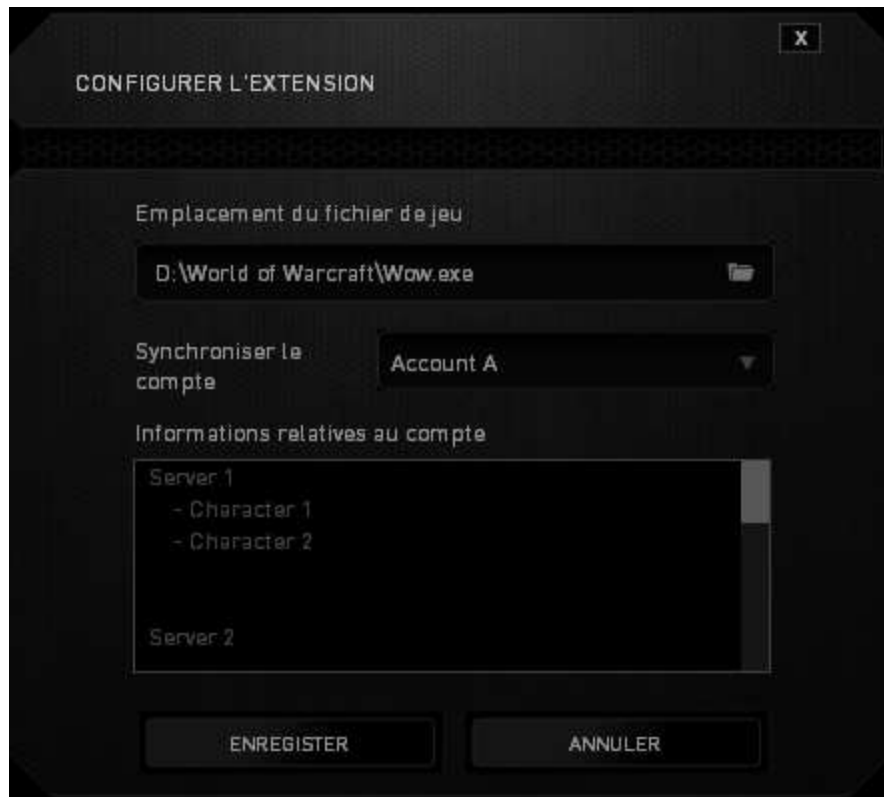 X
CONFIGURER L'EXTENSION
Emplacement du fichier de jeu
D:\World of Warcraft\Wow.exe
Synchroniser le
compte
Account A
Informations relatives au compte
Server 1
- Character 1
- Character 2
Server 2
ENREGISTER
ANNULER